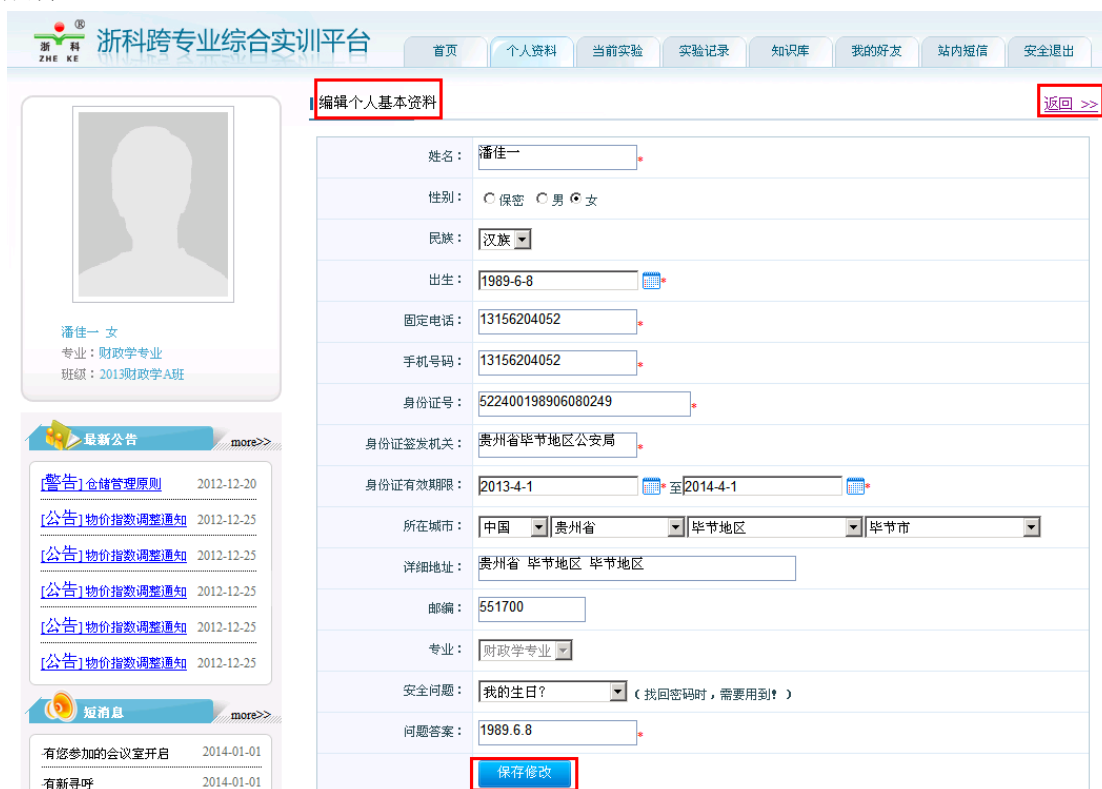 浙科 ZHE KE ® 浙科跨专业综合实训平台 首页 个人资料 当前实验 实验记录 知识库 我的好友 站内短信 安全退出
编辑个人基本资料 返回 >>
姓名： 潘佳一 *
性别： 保密 男 女
民族： 汉族
出生： 1989-6-8 *
固定电话： 13156204052 *
手机号码： 13156204052 *
身份证号： 522400198906080249 *
身份证签发机关： 贵州省毕节地区公安局 *
身份证有效期限： 2013-4-1 * 至 2014-4-1 *
所在城市： 中国 贵州省 毕节地区 毕节市
详细地址： 贵州省 毕节地区 毕节地区
邮编： 551700
专业： 财政学专业
安全问题： 我的生日? (找回密码时，需要用到! )
问题答案： 1989.6.8 *
保存修改
潘佳一 女
专业：财政学专业
班级：2013财政学A班
最新公告 more>>
[警告] 仓储管理原则 2012-12-20
[公告] 物价指数调整通知 2012-12-25
[公告] 物价指数调整通知 2012-12-25
[公告] 物价指数调整通知 2012-12-25
[公告] 物价指数调整通知 2012-12-25
[公告] 物价指数调整通知 2012-12-25
短消息 more>>
·有您参加的会议室开启 2014-01-01
·有新寻呼 2014-01-01